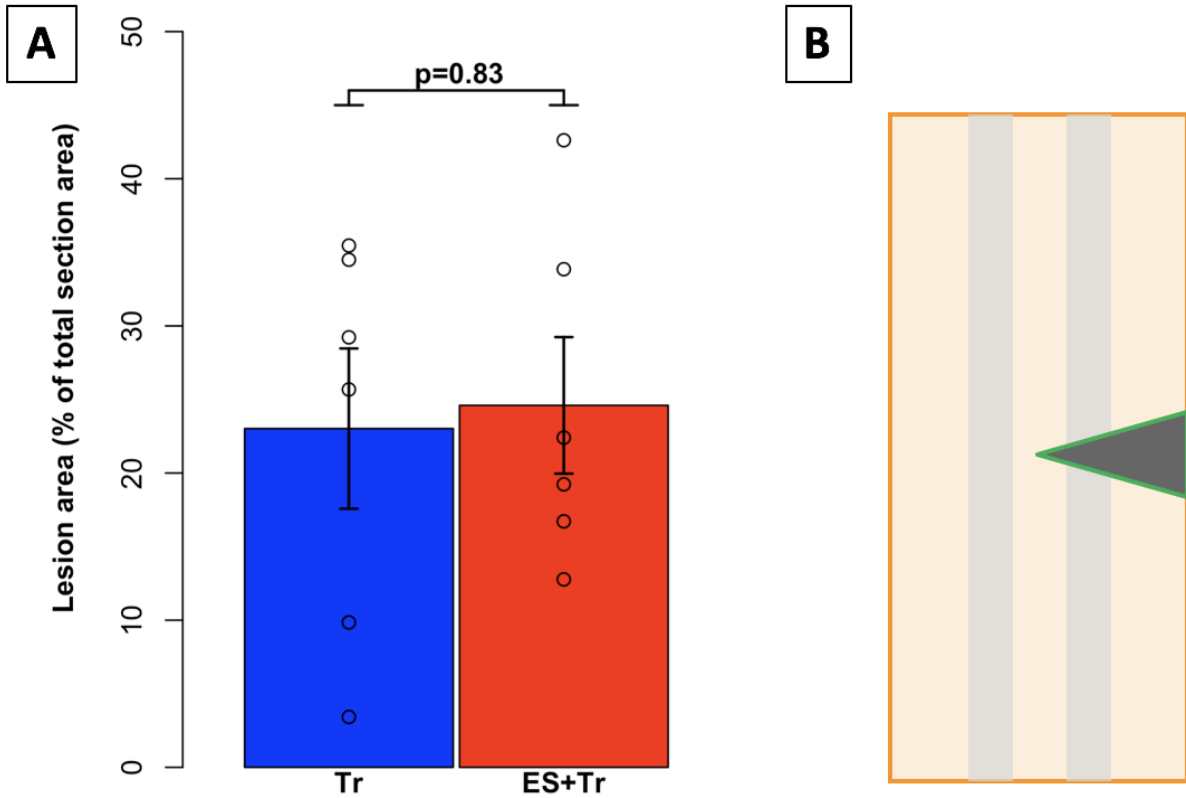 A
B
50
40
30
20
10
0
Lesion area (% of total section area)
p=0.83
Tr
ES+Tr